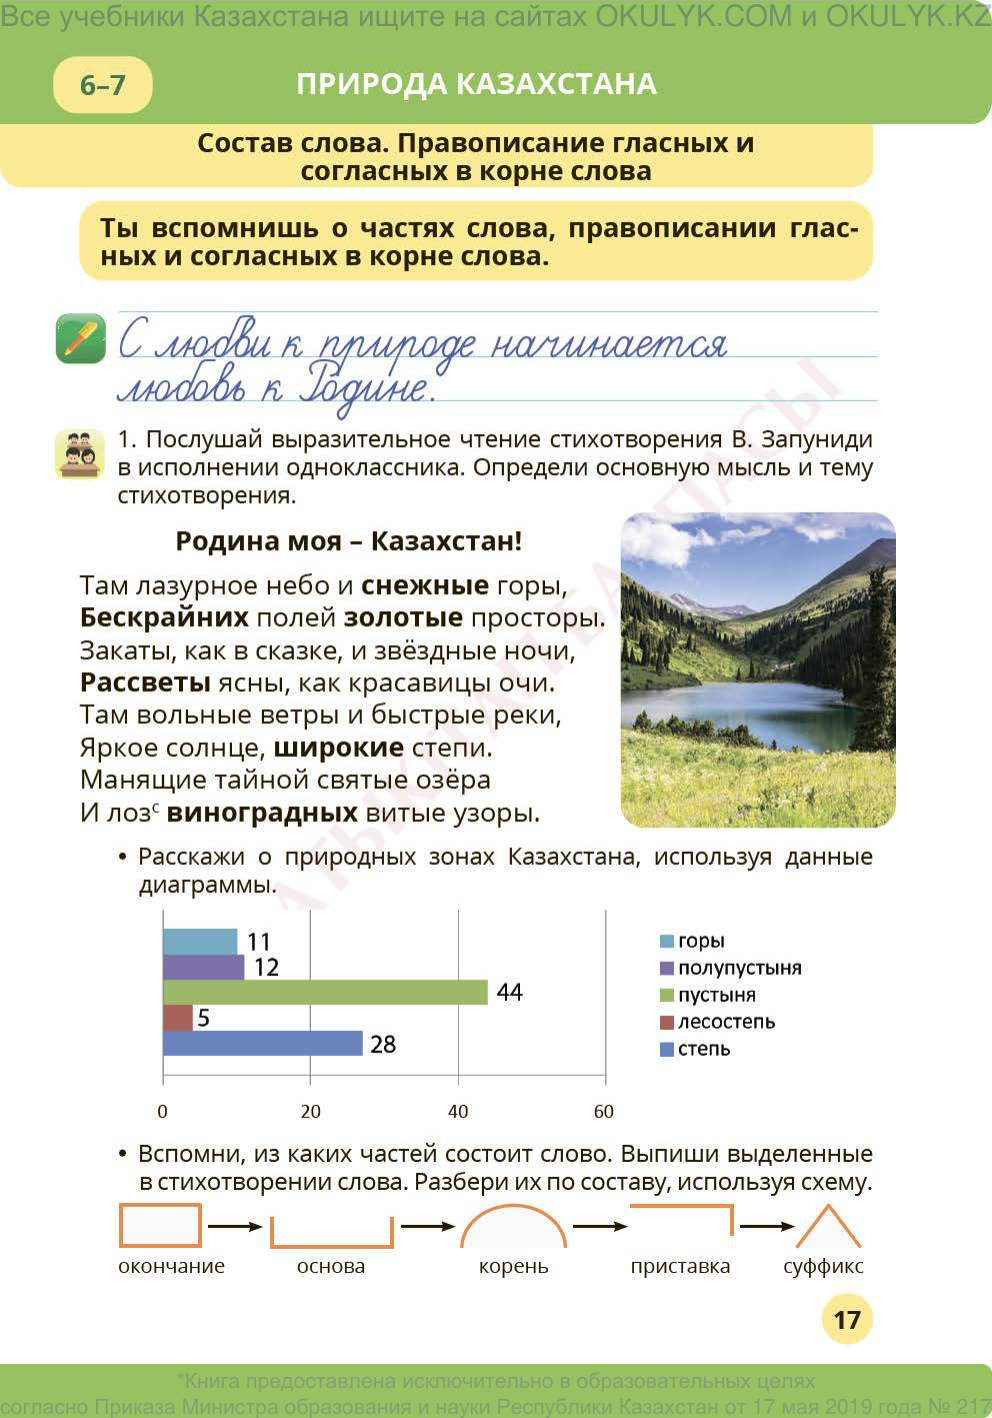 Все учебники Казахстана ищите на сайтах OKULYK.COM и OKULYK.KZ
6–7
ПРИРОДА КАЗАХСТАНА
Состав слова. Правописание гласных и
согласных в корне слова
Ты вспомнишь о частях слова, правописании глас-
ных и согласных в корне слова.
С любви к природе начинается
любовь к Родине.
1. Послушай выразительное чтение стихотворения В. Запуниди
в исполнении одноклассника. Определи основную мысль и тему
стихотворения.
Родина моя – Казахстан!
Там лазурное небо и снежные горы,
Бескрайних полей золотые просторы.
Закаты, как в сказке, и звёздные ночи,
Рассветы ясны, как красавицы очи.
Там вольные ветры и быстрые реки,
Яркое солнце, широкие степи.
Манящие тайной святые озёра
И лозᶜ виноградных витые узоры.
• Расскажи о природных зонах Казахстана, используя данные
диаграммы.
11
12
44
5
28
0 20 40 60
горы
полупустыня
пустыня
лесостепь
степь
• Вспомни, из каких частей состоит слово. Выпиши выделенные
в стихотворении слова. Разбери их по составу, используя схему.
окончание основа корень приставка суффикс
17
*Книга предоставлена исключительно в образовательных целях
согласно Приказа Министра образования и науки Республики Казахстан от 17 мая 2019 года № 217